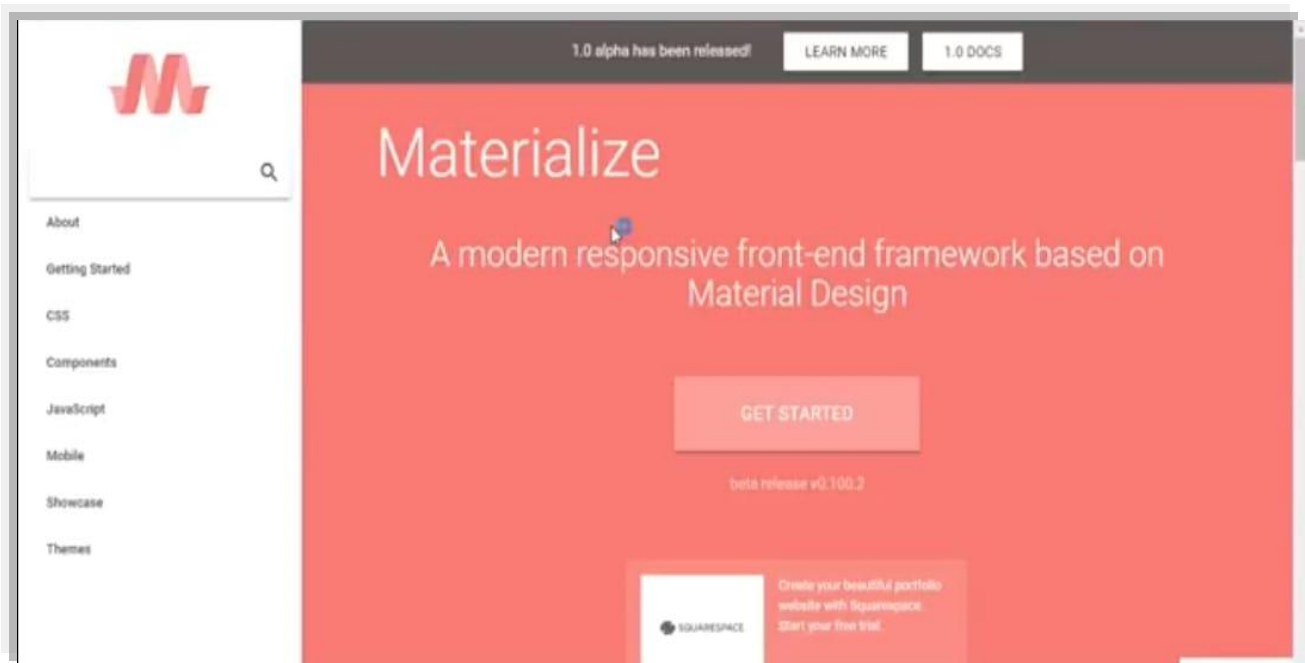 1.0 alpha has been released!
LEARN MORE
1.0 DOCS
About
Getting Started
CSS
Components
JavaScript
Mobile
Showcase
Themes
Materialize
A modern responsive front-end framework based on
Material Design
GET STARTED
beta release v0.100.2
SQUARESPACE
Create your beautiful portfolio
website with Squarespace.
Start your free trial.